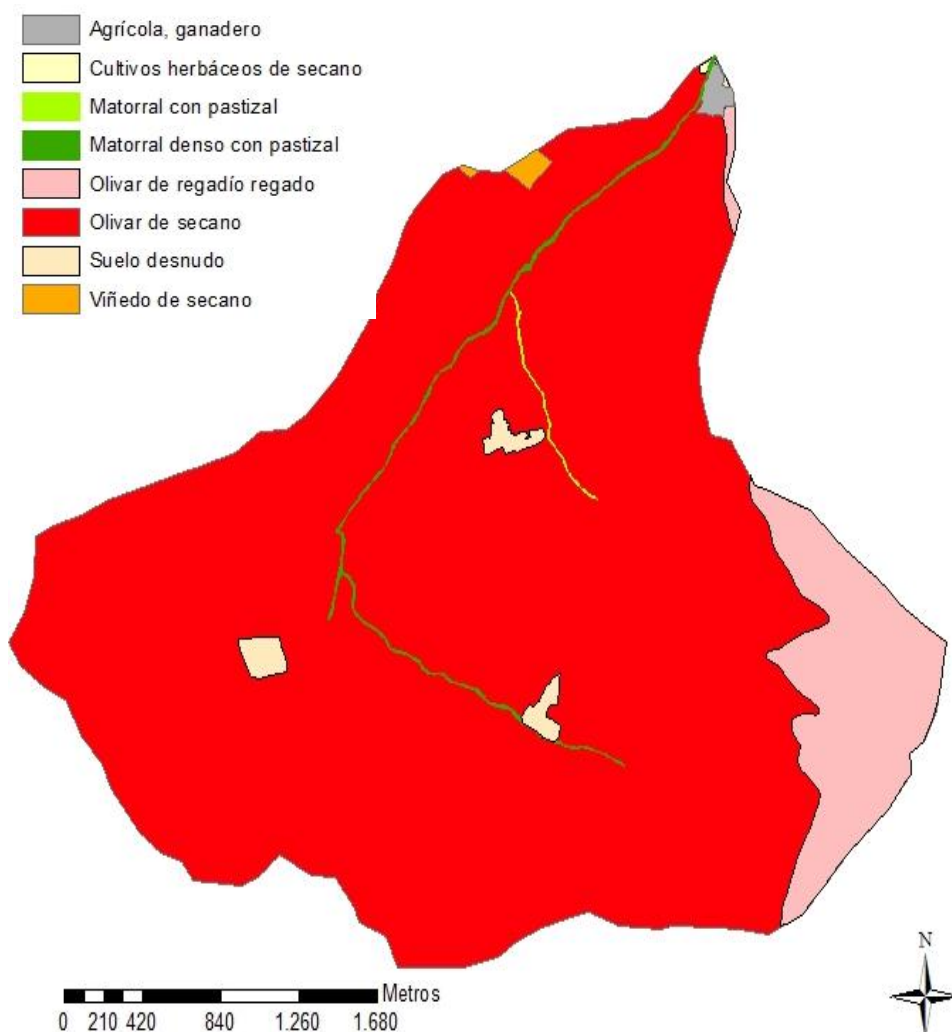 Agrícola, ganadero
Cultivos herbáceos de secano
Matorral con pastizal
Matorral denso con pastizal
Olivar de regadío regado
Olivar de secano
Suelo desnudo
Viñedo de secano
N
Metros
0 210 420 840 1.260 1.680